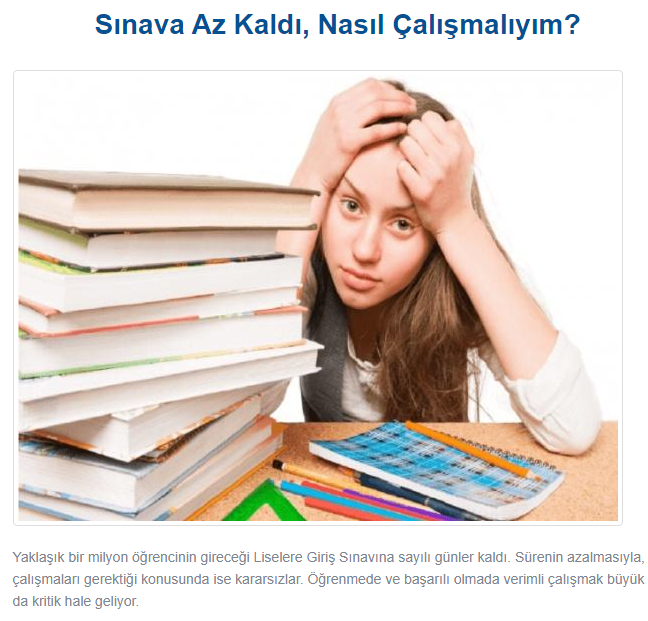 Sınava Az Kaldı, Nasıl Çalışmalıyım?
Yaklaşık bir milyon öğrencinin gireceği Liselere Giriş Sınavına sayılı günler kaldı. Sürenin azalmasıyla,
çalışmaları gerektiği konusunda ise kararsızlar. Öğrenmede ve başarılı olmada verimli çalışmak büyük
da kritik hale geliyor.